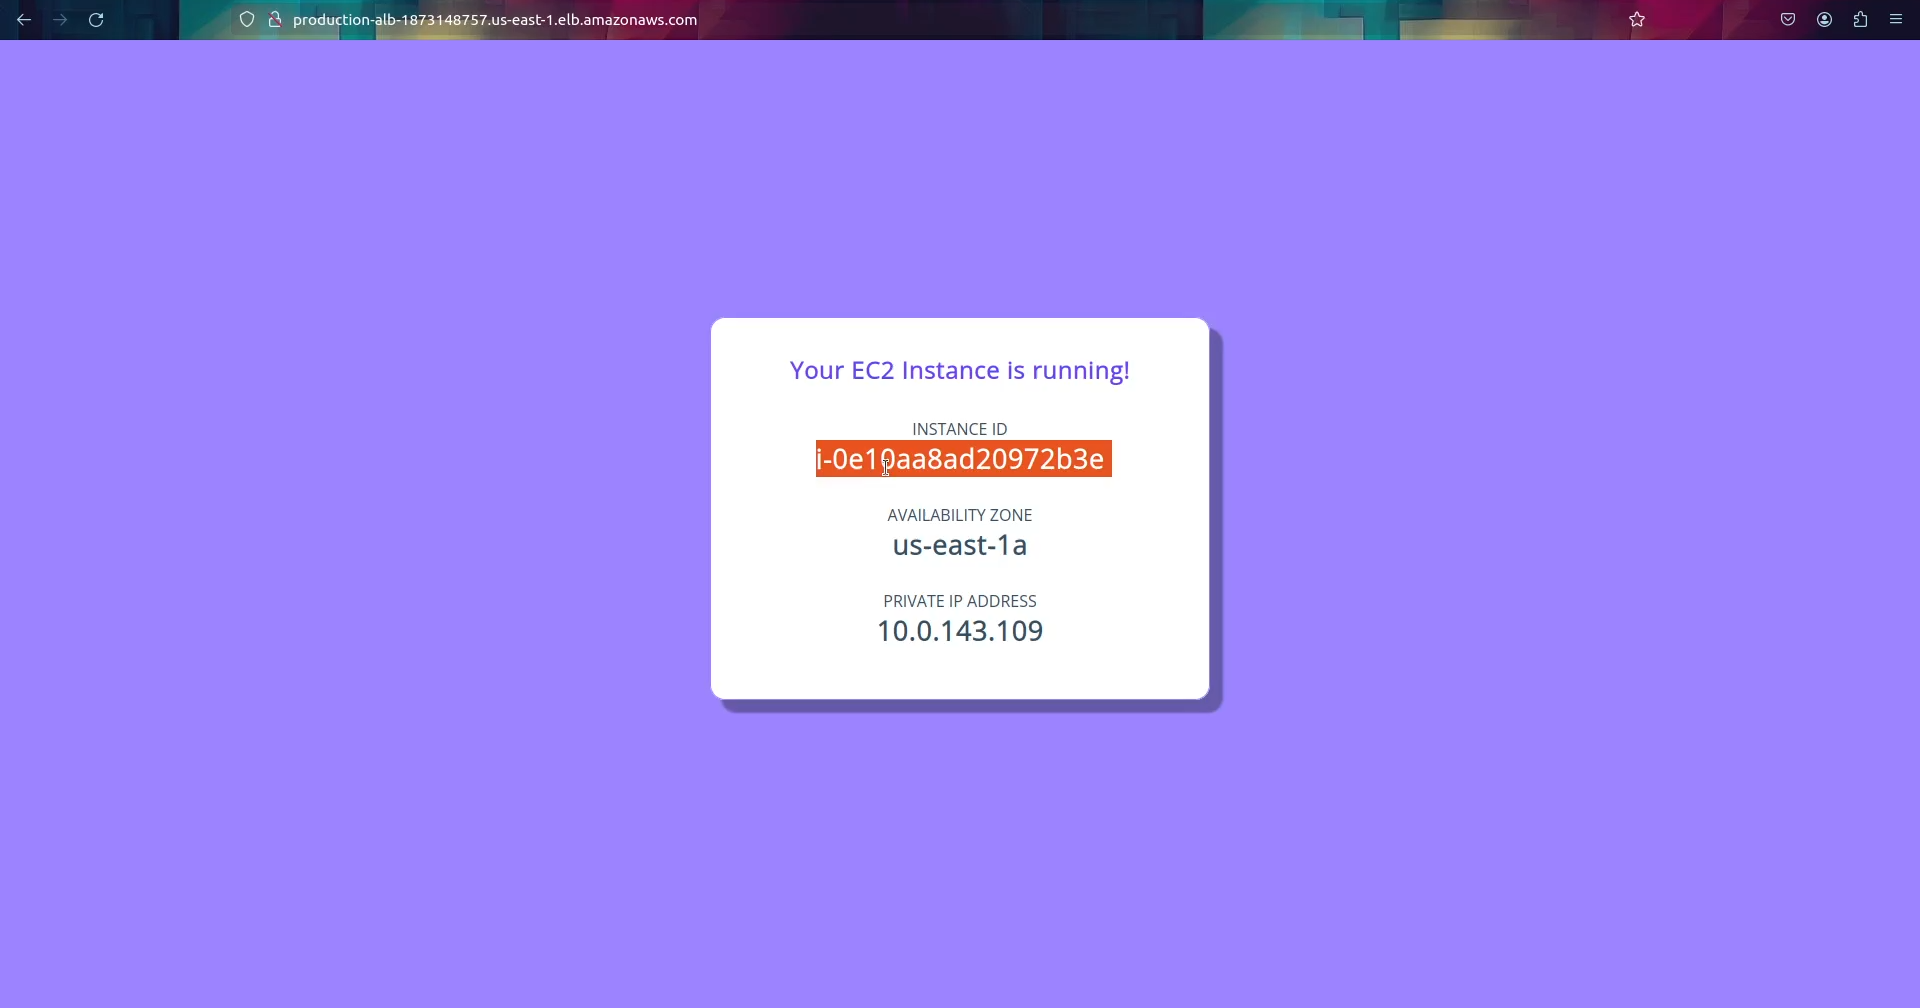 production-alb-1873148757.us-east-1.elb.amazonaws.com
Your EC2 Instance is running!
INSTANCE ID
i-0e10aa8ad20972b3e
AVAILABILITY ZONE
us-east-1a
PRIVATE IP ADDRESS
10.0.143.109